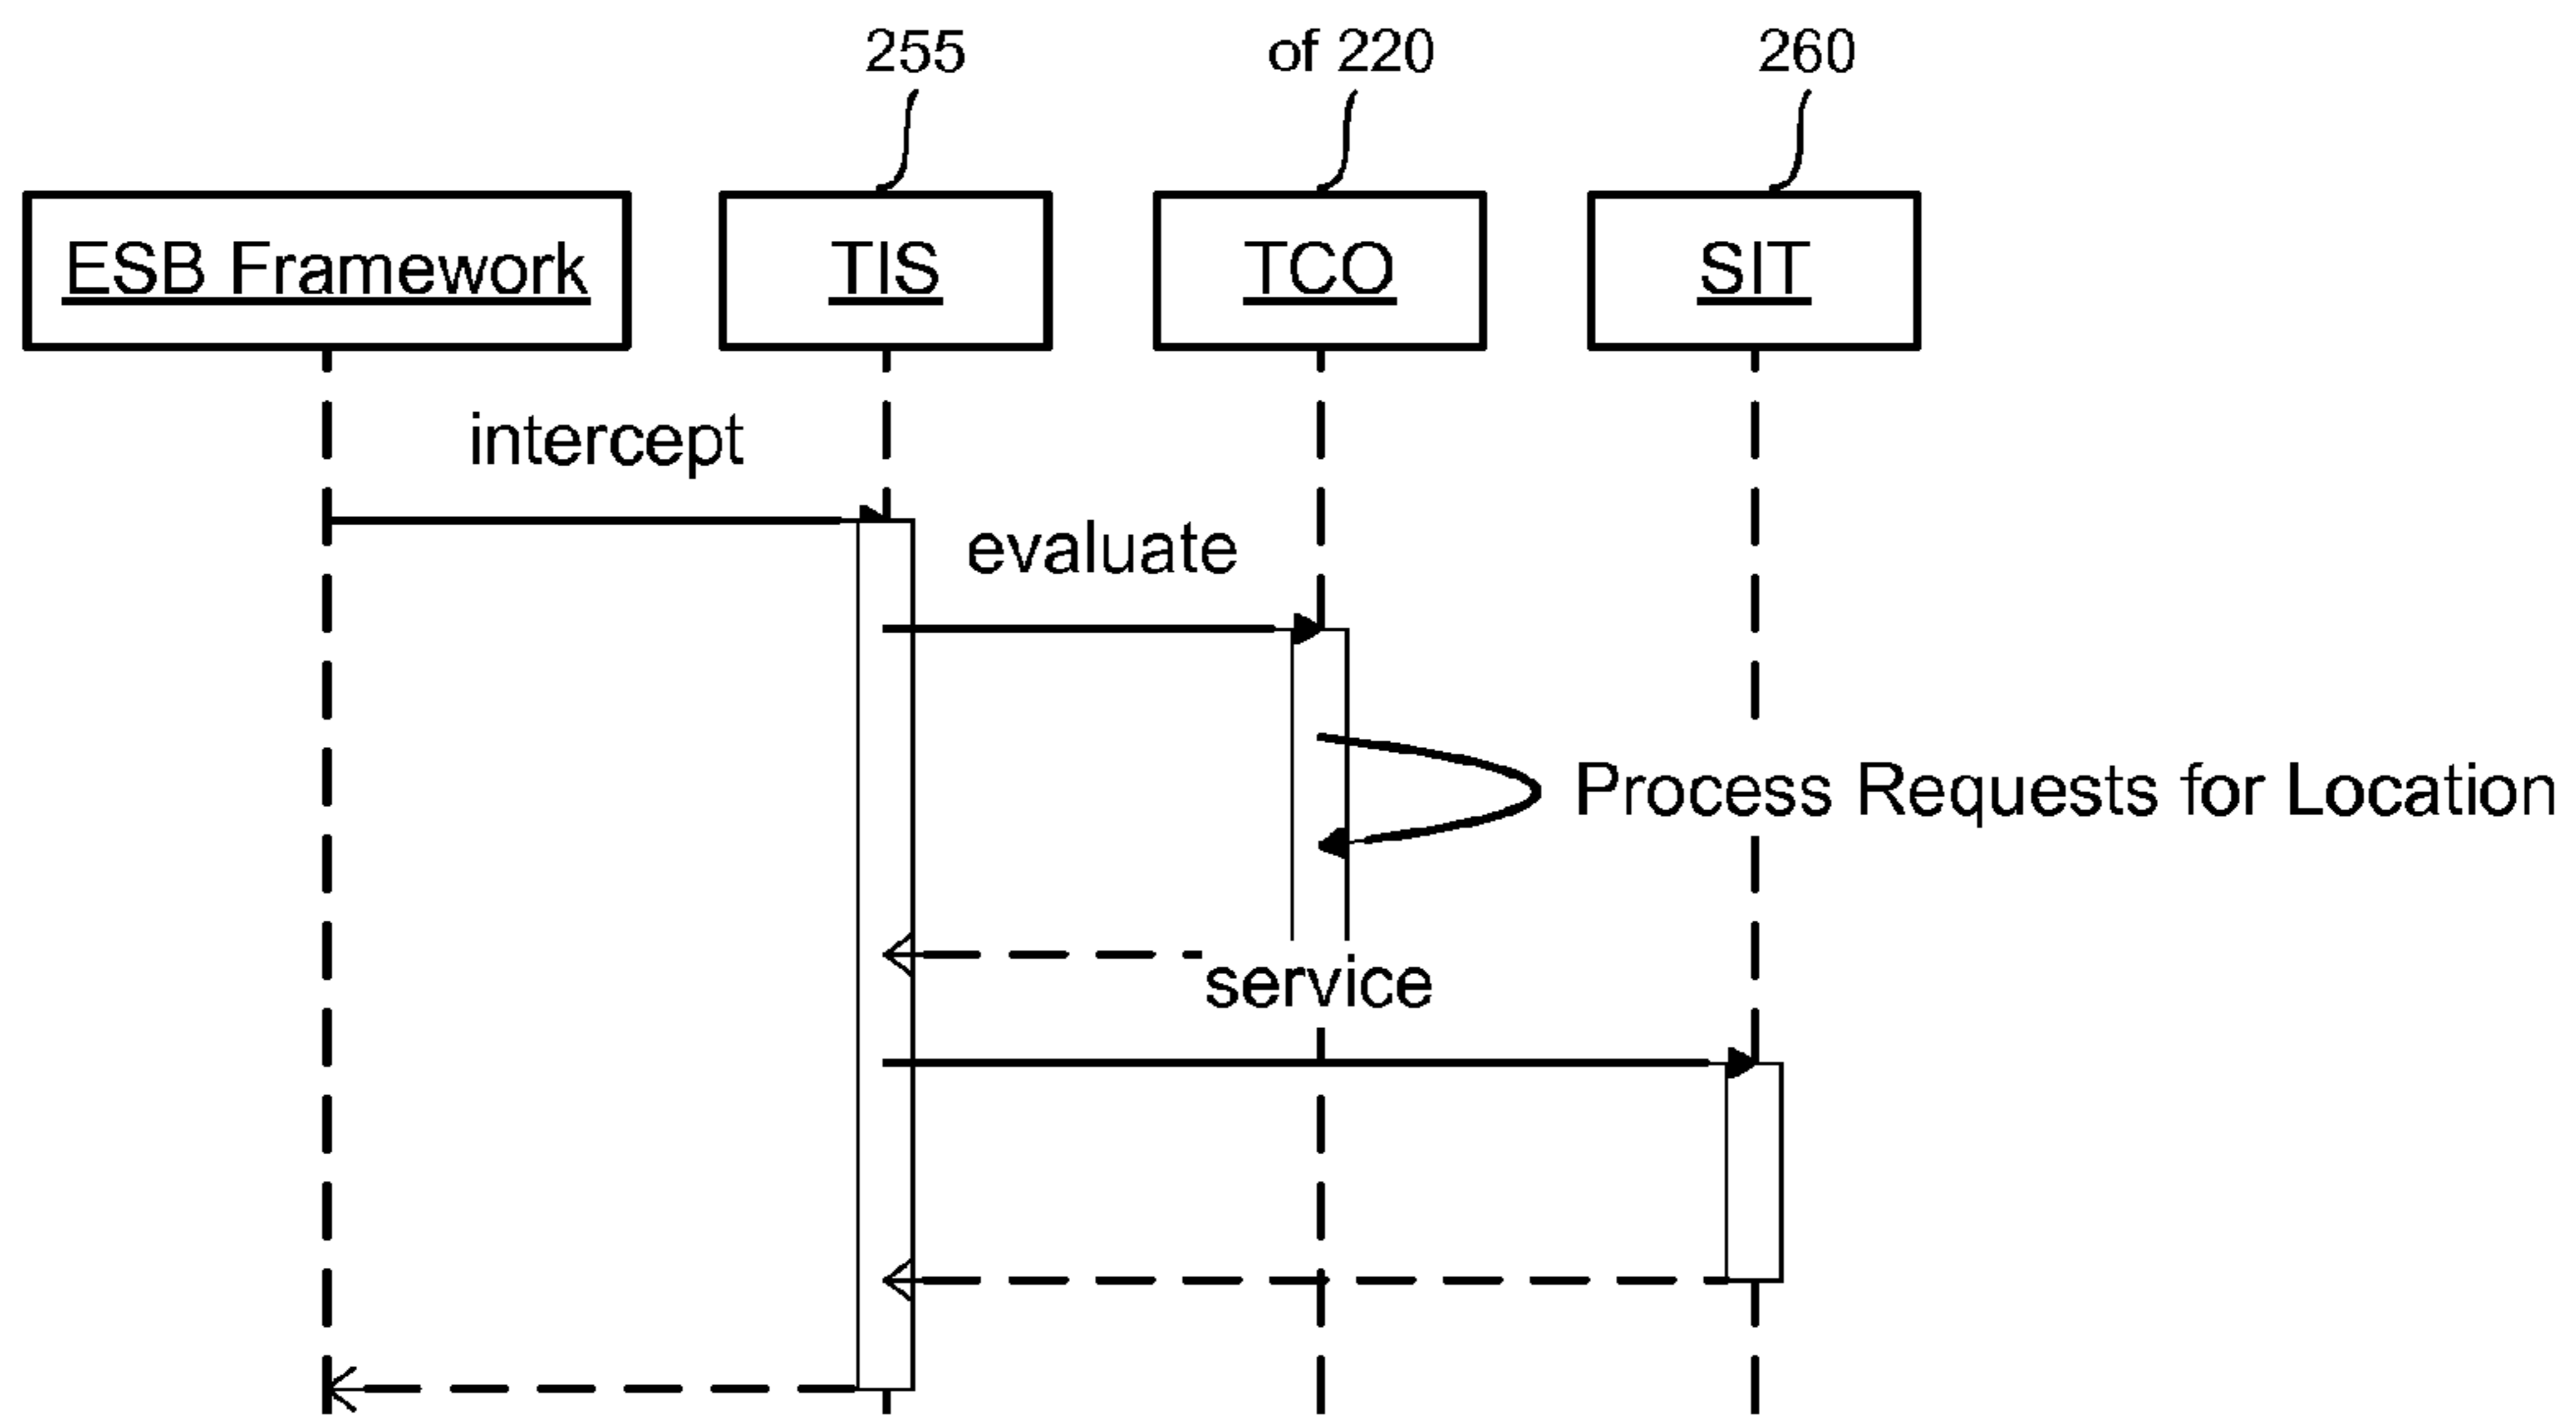 255
of 220
260
ESB Framework
TIS
TCO
SIT
intercept
evaluate
Process Requests for Location
service